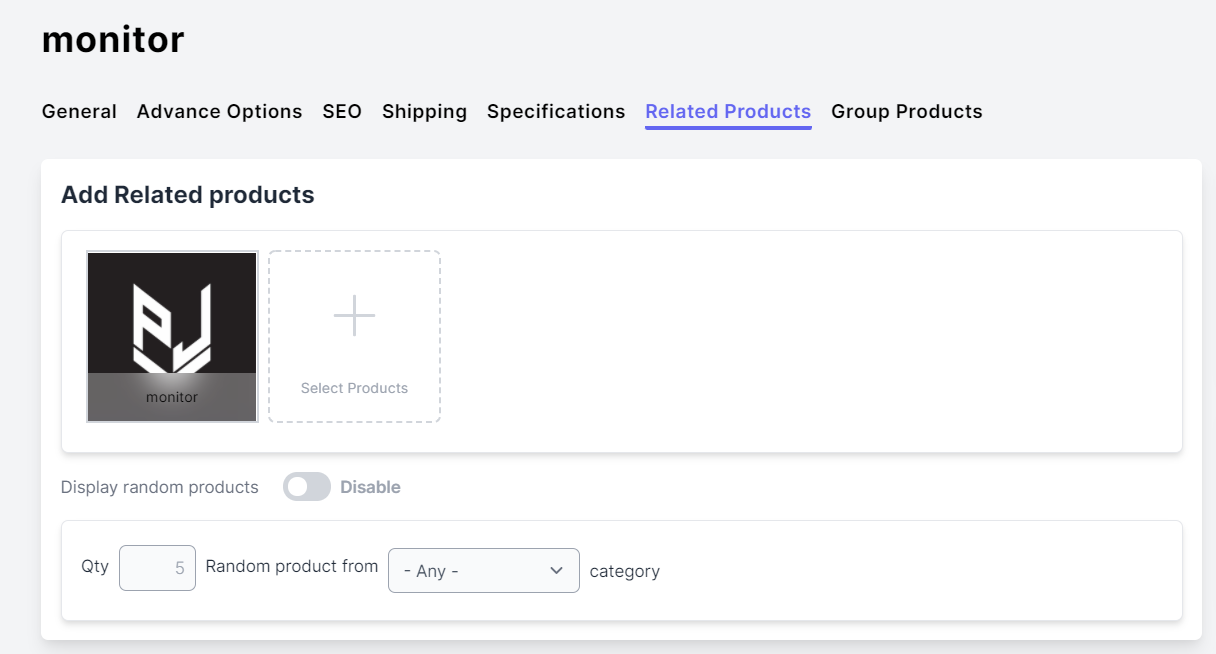 monitor
General Advance Options SEO Shipping Specifications Related Products Group Products
Add Related products
monitor
Select Products
Display random products Disable
Qty 5 Random product from - Any - category